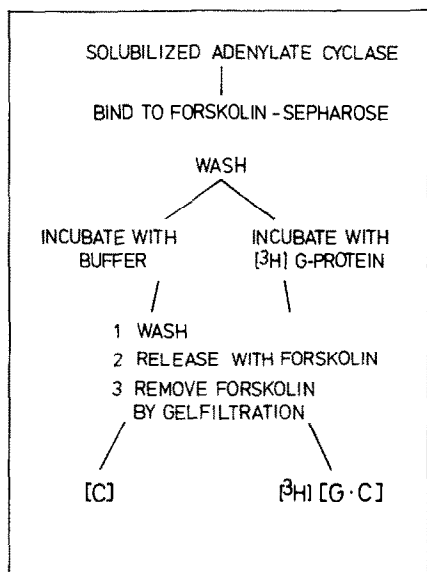 SOLUBILIZED ADENYLATE CYCLASE
BIND TO FORSKOLIN - SEPHAROSE
WASH
INCUBATE WITH
BUFFER
INCUBATE WITH
[³H] G-PROTEIN
1 WASH
2 RELEASE WITH FORSKOLIN
3 REMOVE FORSKOLIN
BY GELFILTRATION
[C]
[³H] [G·C]